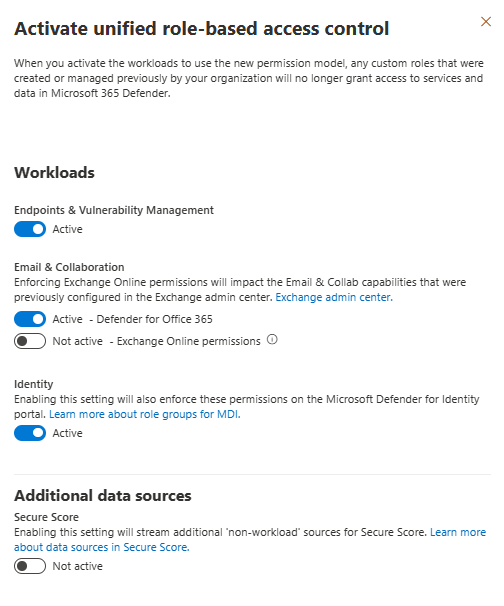 Activate unified role-based access control
When you activate the workloads to use the new permission model, any custom roles that were
created or managed previously by your organization will no longer grant access to services and
data in Microsoft 365 Defender.
Workloads
Endpoints & Vulnerability Management
Active
Email & Collaboration
Enforcing Exchange Online permissions will impact the Email & Collab capabilities that were
previously configured in the Exchange admin center. Exchange admin center.
Active - Defender for Office 365
Not active - Exchange Online permissions
Identity
Enabling this setting will also enforce these permissions on the Microsoft Defender for Identity
portal. Learn more about role groups for MDI.
Active
Additional data sources
Secure Score
Enabling this setting will stream additional 'non-workload' sources for Secure Score. Learn more
about data sources in Secure Score.
Not active